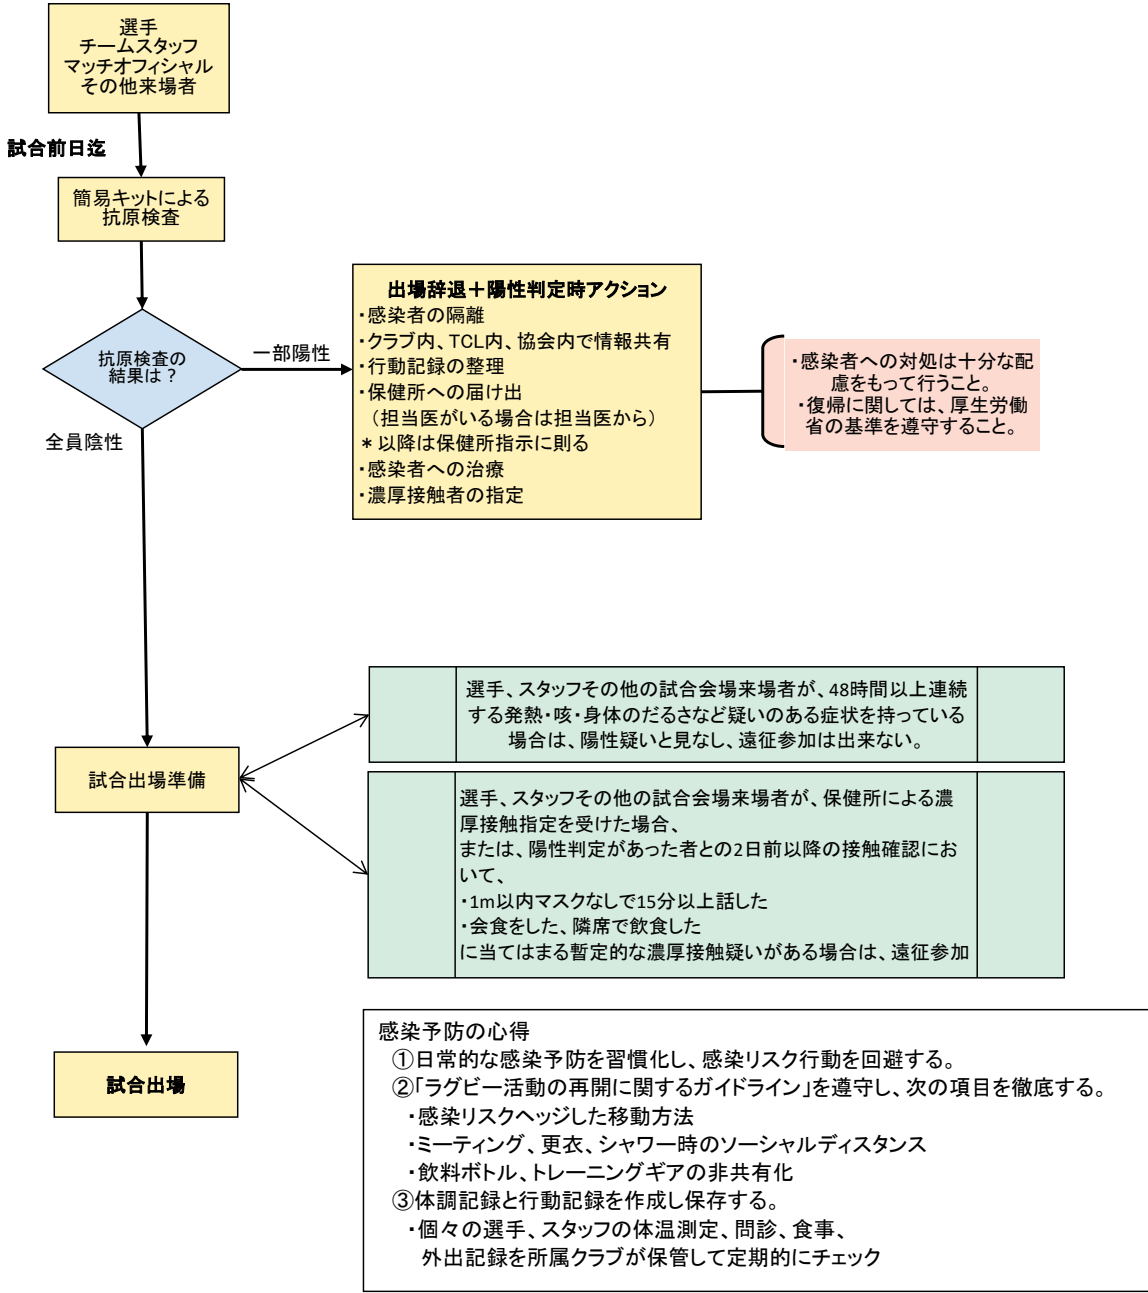 選手
チームスタッフ
マッチオフィシャル
その他来場者
試合前日迄
簡易キットによる
抗原検査
抗原検査の
結果は？
一部陽性
全員陰性
出場辞退＋陽性判定時アクション
・感染者の隔離
・クラブ内、TCL内、協会内で情報共有
・行動記録の整理
・保健所への届け出
（担当医がいる場合は担当医から）
＊以降は保健所指示に則る
・感染者への治療
・濃厚接触者の指定
・感染者への対処は十分な配
慮をもって行うこと。
・復帰に関しては、厚生労働
省の基準を遵守すること。
選手、スタッフその他の試合会場来場者が、48時間以上連続
する発熱・咳・身体のだるさなど疑いのある症状を持っている
場合は、陽性疑いと見なし、遠征参加は出来ない。
試合出場準備
選手、スタッフその他の試合会場来場者が、保健所による濃
厚接触指定を受けた場合、
または、陽性判定があった者との2日前以降の接触確認にお
いて、
・1m以内マスクなしで15分以上話した
・会食をした、隣席で飲食した
に当てはまる暫定的な濃厚接触疑いがある場合は、遠征参加
試合出場
感染予防の心得
①日常的な感染予防を習慣化し、感染リスク行動を回避する。
②「ラグビー活動の再開に関するガイドライン」を遵守し、次の項目を徹底する。
・感染リスクヘッジした移動方法
・ミーティング、更衣、シャワー時のソーシャルディスタンス
・飲料ボトル、トレーニングギアの非共有化
③体調記録と行動記録を作成し保存する。
・個々の選手、スタッフの体温測定、問診、食事、
外出記録を所属クラブが保管して定期的にチェック